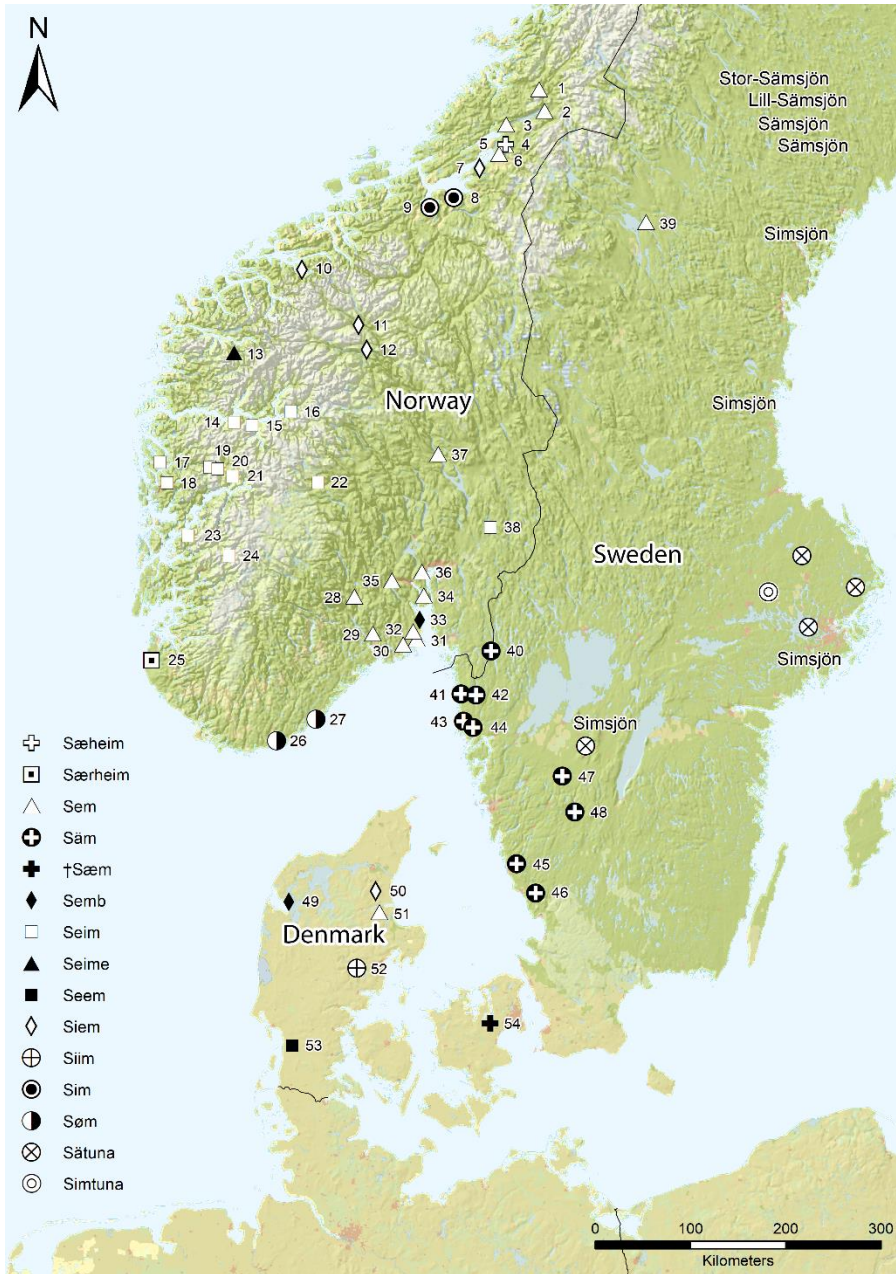 N
1
2
3
5
4
6
7
8
9
10
11
12
13
14
15
16
17
18
19
20
21
22
23
24
25
26
27
28
29
30
31
32
33
34
35
36
37
38
39
40
41
42
43
44
45
46
47
48
49
50
51
52
53
54
Stor-Sämsjön
Lill-Sämsjön
Sämsjön
Sämsjön
Simsjön
Simsjön
Simsjön
Simsjön
Norway
Sweden
Denmark
Sæheim
Særheim
Sem
Säm
†Sæm
Semb
Seim
Seime
Seem
Siem
Siim
Sim
Søm
Sätuna
Simtuna
0 100 200 300
Kilometers